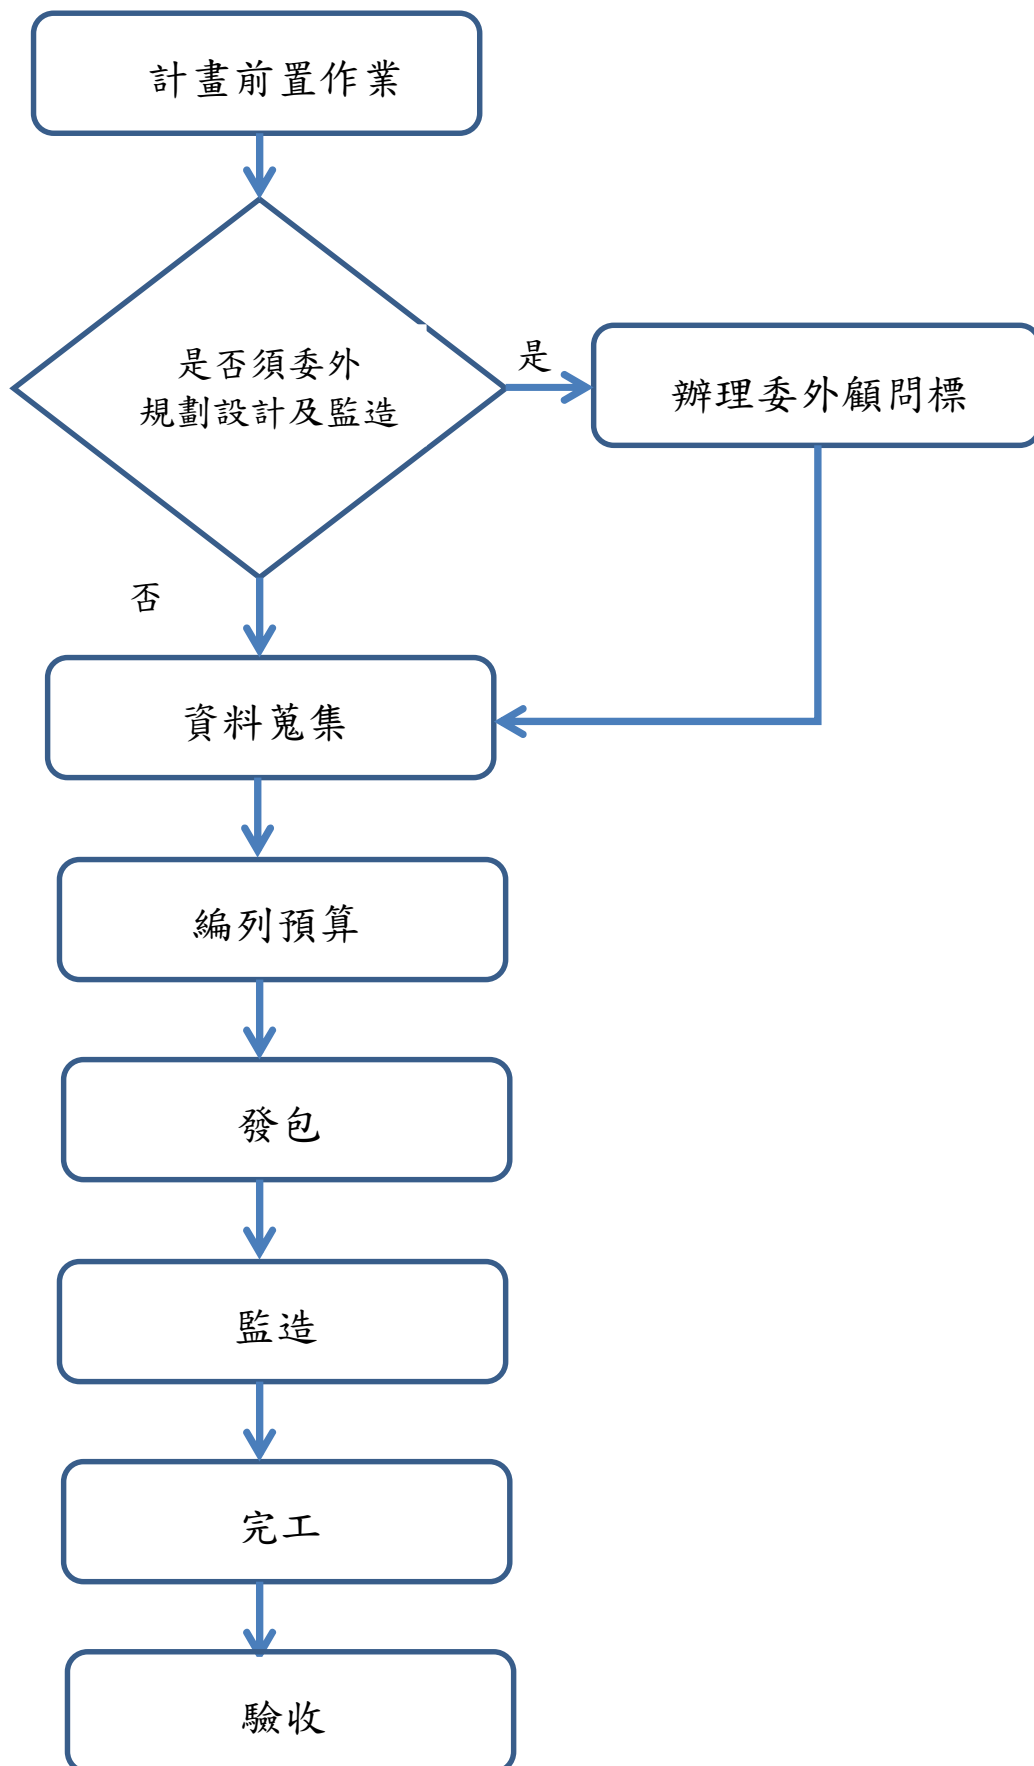 計畫前置作業
是否須委外
規劃設計及監造
是
辦理委外顧問標
否
資料蒐集
編列預算
發包
監造
完工
驗收